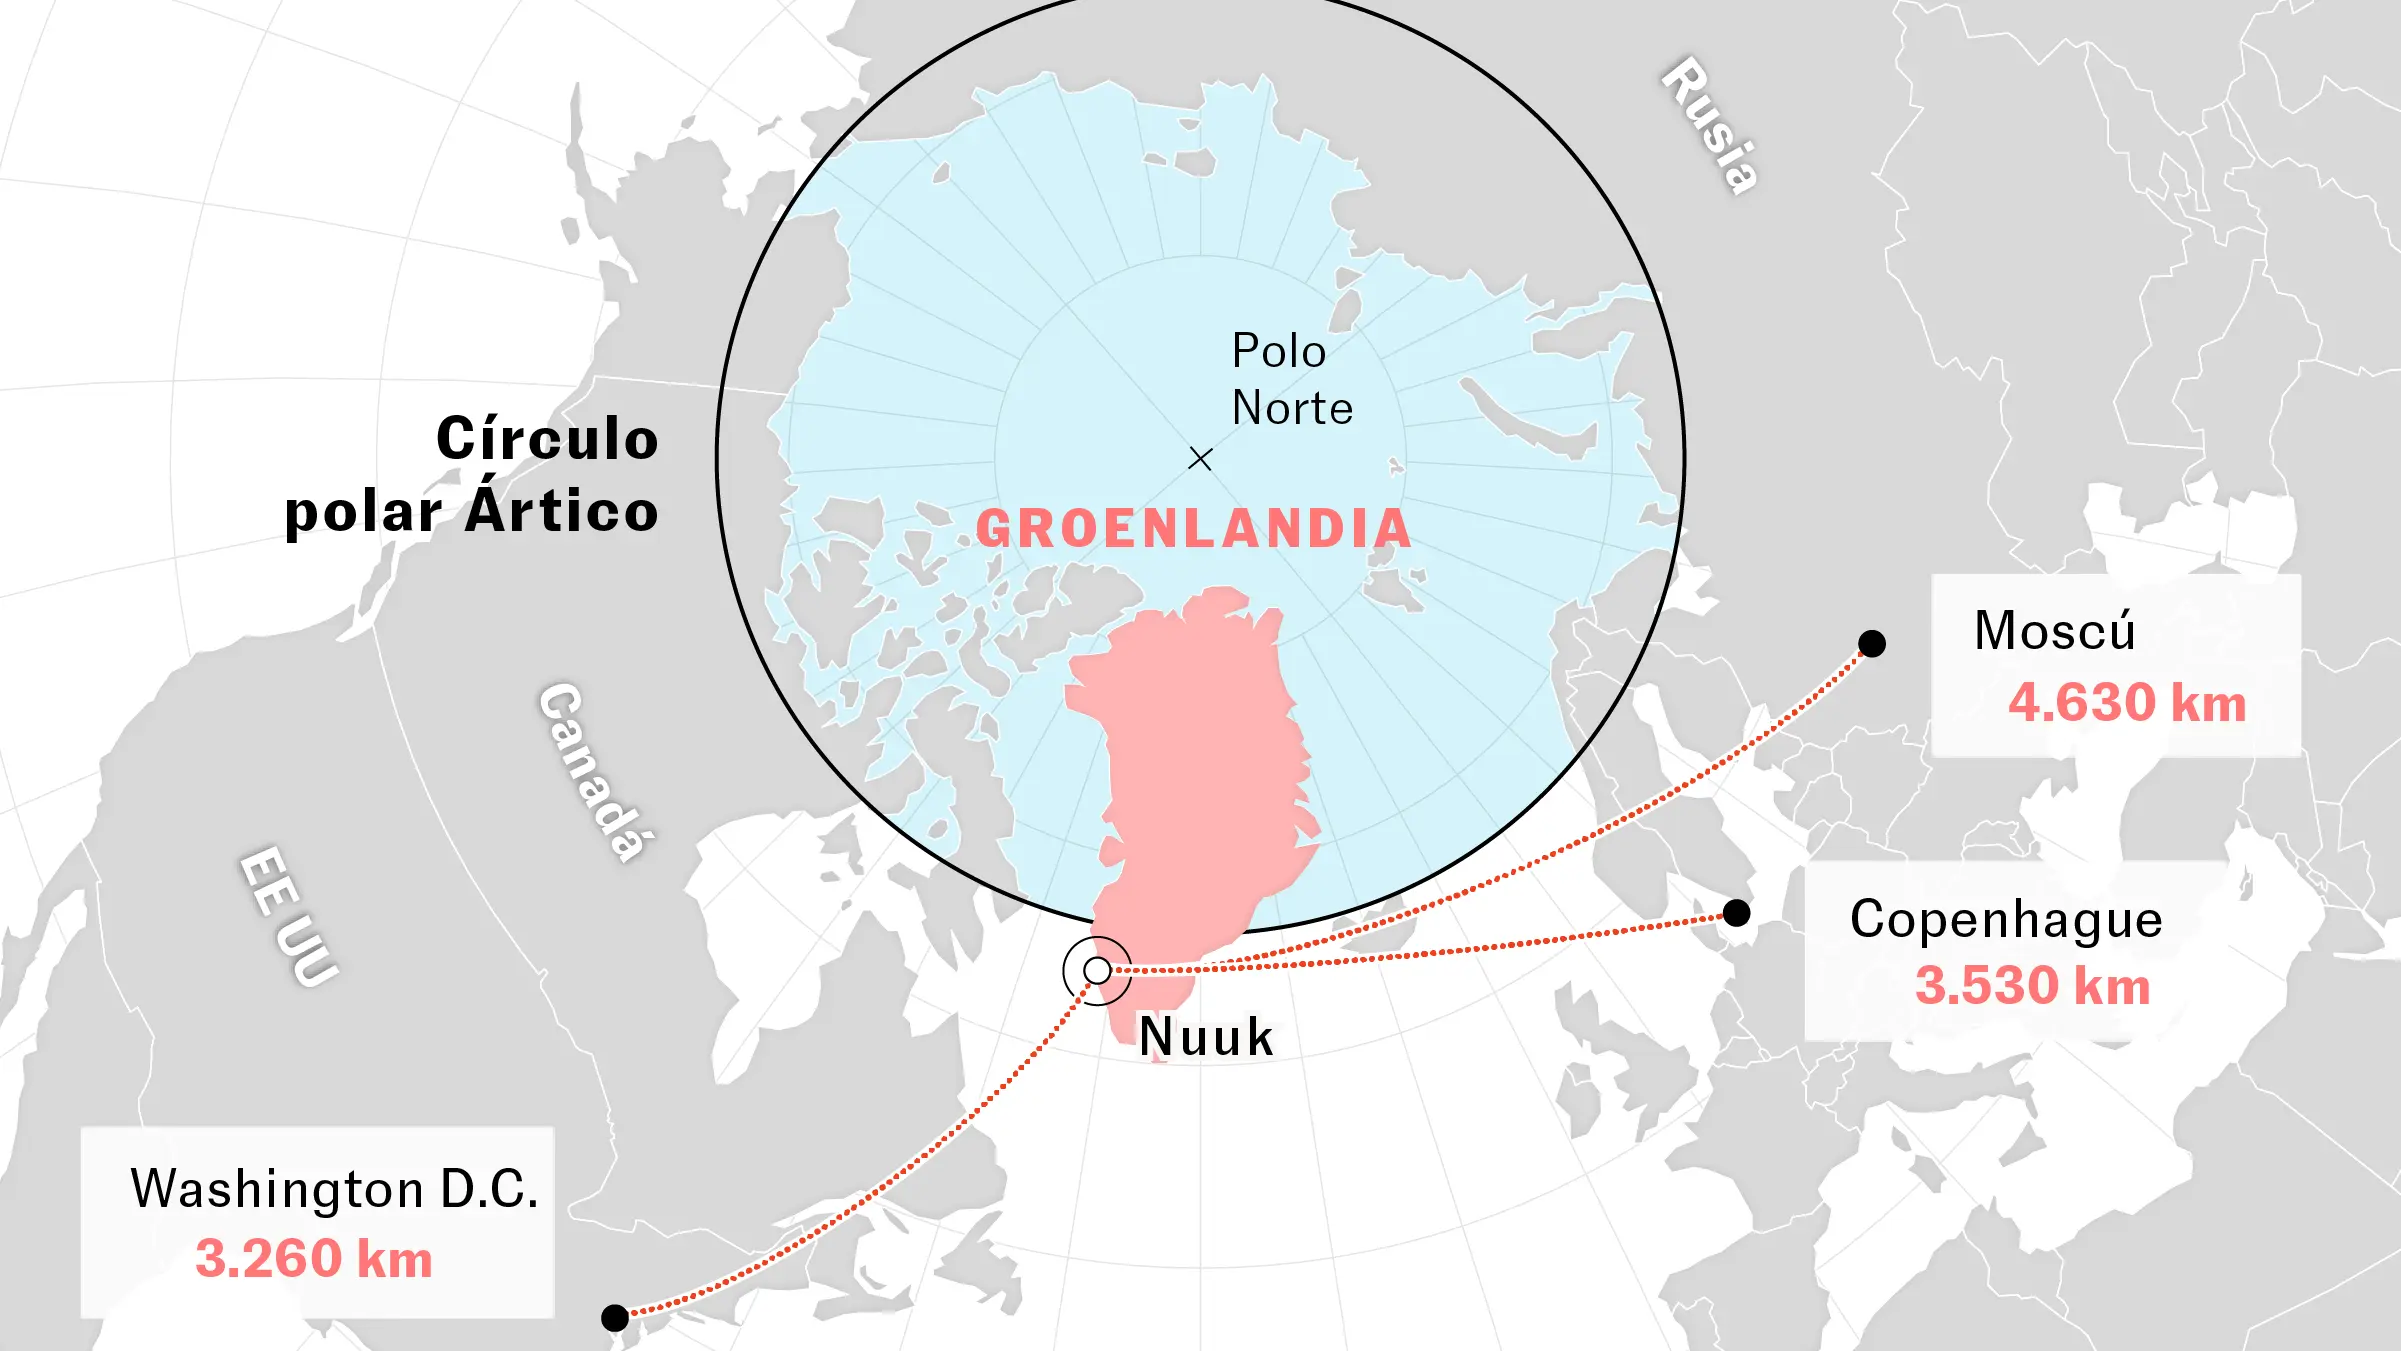 Rusia
Polo
Norte
Círculo
polar Ártico
GROENLANDIA
Moscú
4.630 km
Canadá
EE UU
Copenhague
3.530 km
Nuuk
Washington D.C.
3.260 km